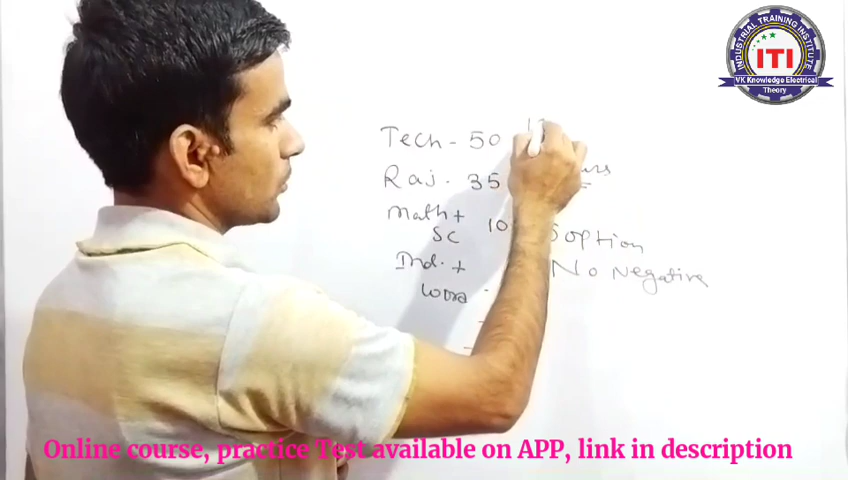 INDUSTRIAL TRAINING INSTITUTE
ITI
VK Knowledge Electrical
Theory
Tech - 50
Raj - 35
Math +
SC 10 5 option
Ind. + No Negative
Online course, practice Test available on APP, link in description